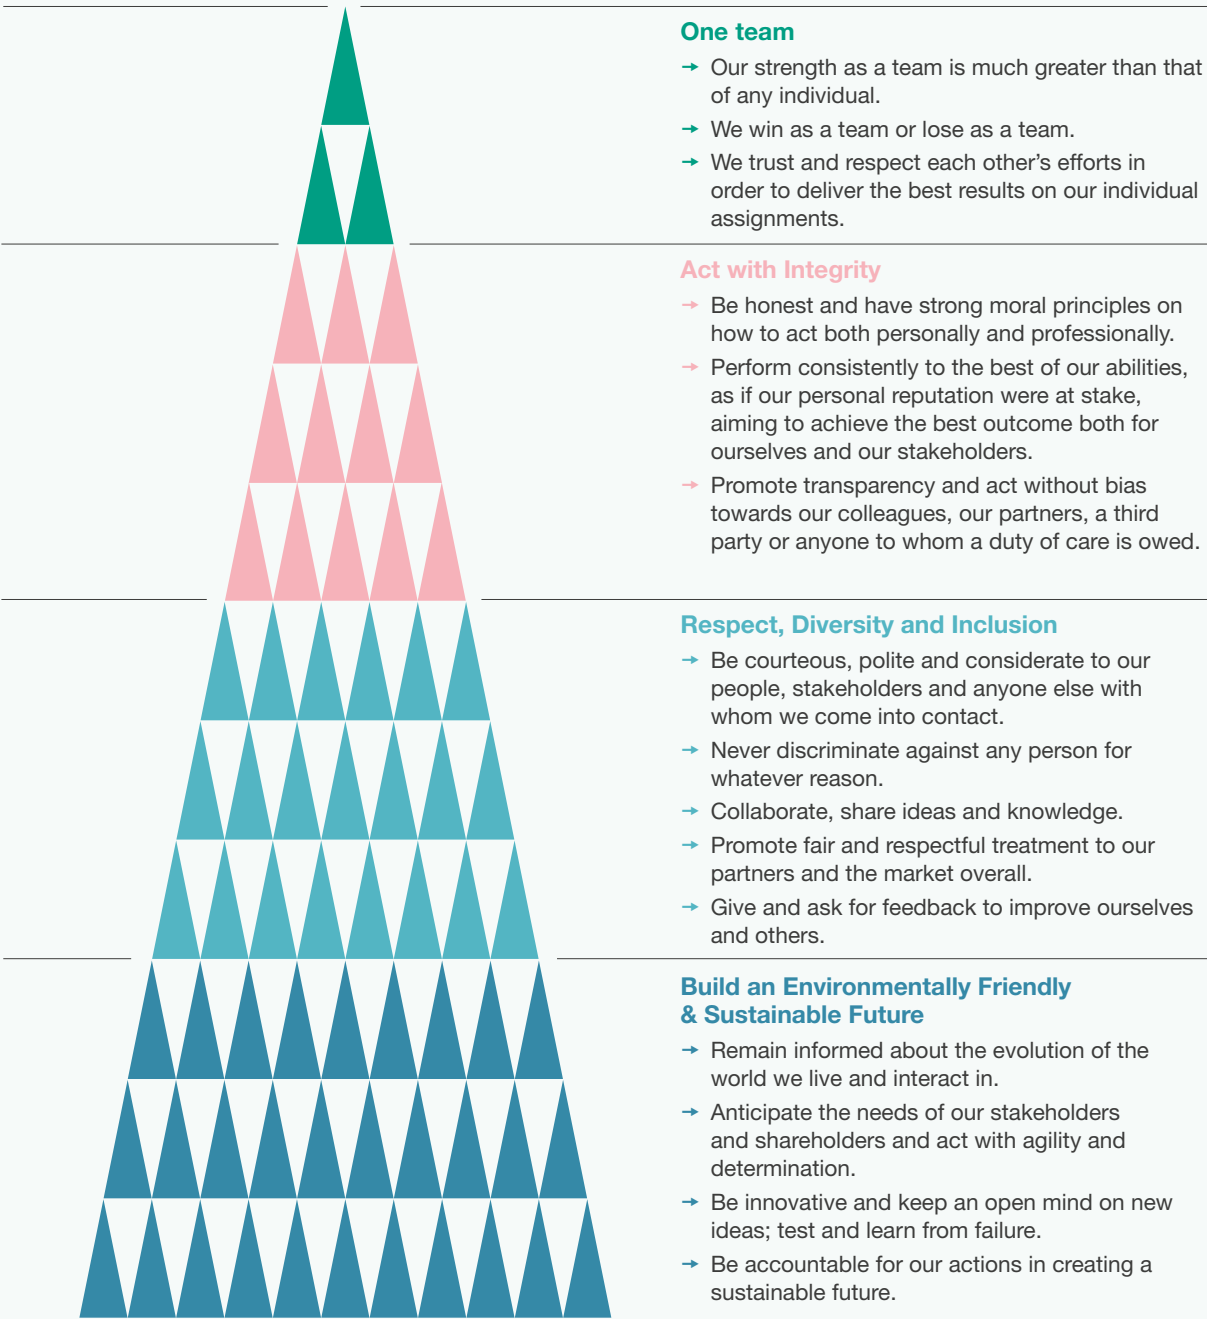 One team
→ Our strength as a team is much greater than that
of any individual.
→ We win as a team or lose as a team.
→ We trust and respect each other’s efforts in
order to deliver the best results on our individual
assignments.
Act with Integrity
→ Be honest and have strong moral principles on
how to act both personally and professionally.
→ Perform consistently to the best of our abilities,
as if our personal reputation were at stake,
aiming to achieve the best outcome both for
ourselves and our stakeholders.
→ Promote transparency and act without bias
towards our colleagues, our partners, a third
party or anyone to whom a duty of care is owed.
Respect, Diversity and Inclusion
→ Be courteous, polite and considerate to our
people, stakeholders and anyone else with
whom we come into contact.
→ Never discriminate against any person for
whatever reason.
→ Collaborate, share ideas and knowledge.
→ Promote fair and respectful treatment to our
partners and the market overall.
→ Give and ask for feedback to improve ourselves
and others.
Build an Environmentally Friendly
& Sustainable Future
→ Remain informed about the evolution of the
world we live and interact in.
→ Anticipate the needs of our stakeholders
and shareholders and act with agility and
determination.
→ Be innovative and keep an open mind on new
ideas; test and learn from failure.
→ Be accountable for our actions in creating a
sustainable future.